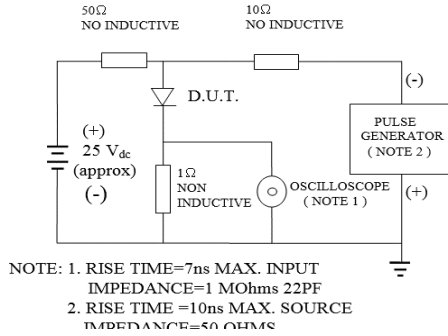 50Ω
NO INDUCTIVE
10Ω
NO INDUCTIVE
(-)
D.U.T.
PULSE
GENERATOR
( NOTE 2 )
(+)
25 Vdc
(approx)
(-)
1Ω
NON
INDUCTIVE
OSCILLOSCOPE
( NOTE 1 )
(+)
NOTE: 1. RISE TIME=7ns MAX. INPUT
IMPEDANCE=1 MOhms 22PF
2. RISE TIME =10ns MAX. SOURCE
IMPEDANCE=50 OHMS